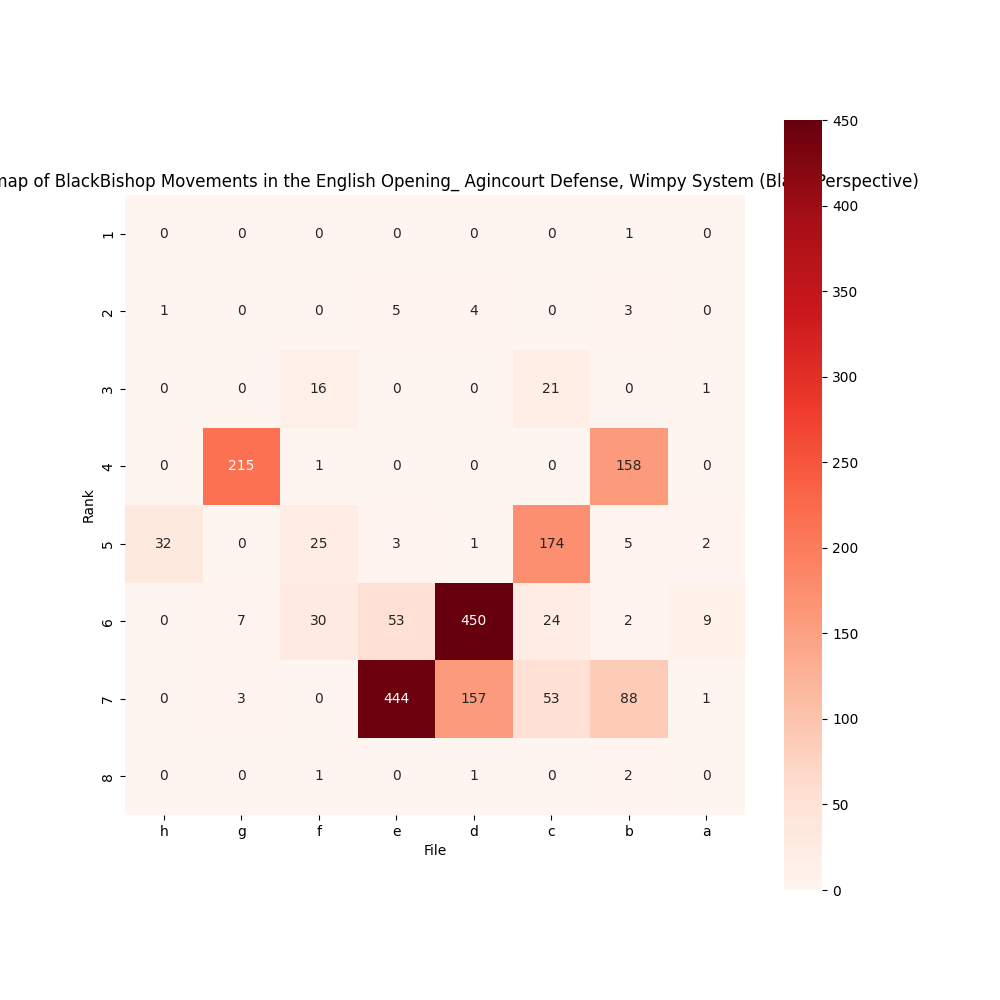 map of BlackBishop Movements in the English Opening_ Agincourt Defense, Wimpy System (Bla Perspective)
Rank
1 0 0 0 0 0 0 1 0
2 1 0 0 5 4 0 3 0
3 0 0 16 0 0 21 0 1
4 0 215 1 0 0 0 158 0
5 32 0 25 3 1 174 5 2
6 0 7 30 53 450 24 2 9
7 0 3 0 444 157 53 88 1
8 0 0 1 0 1 0 2 0
h g f e d c b a
File
450
400
350
300
250
200
150
100
50
0